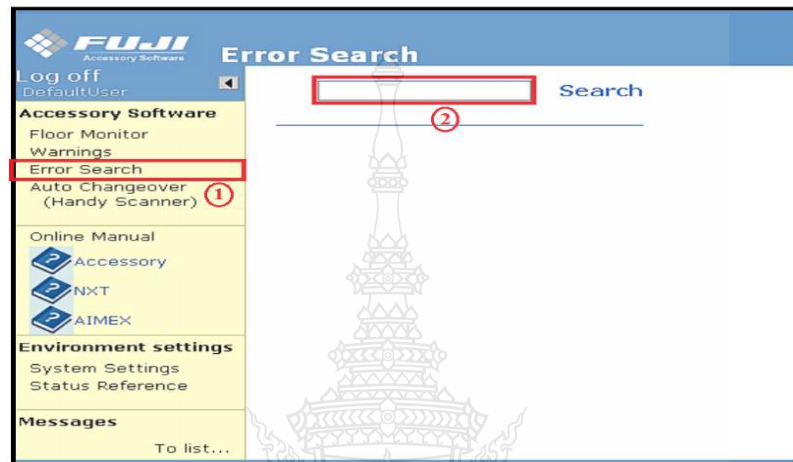 FUJI
Accessory Software
Error Search
Log off
DefaultUser
Search
②
Accessory Software
Floor Monitor
Warnings
Error Search
Auto Changeover
(Handy Scanner)
①
Online Manual
Accessory
NXT
AIMEX
Environment settings
System Settings
Status Reference
Messages
To list...